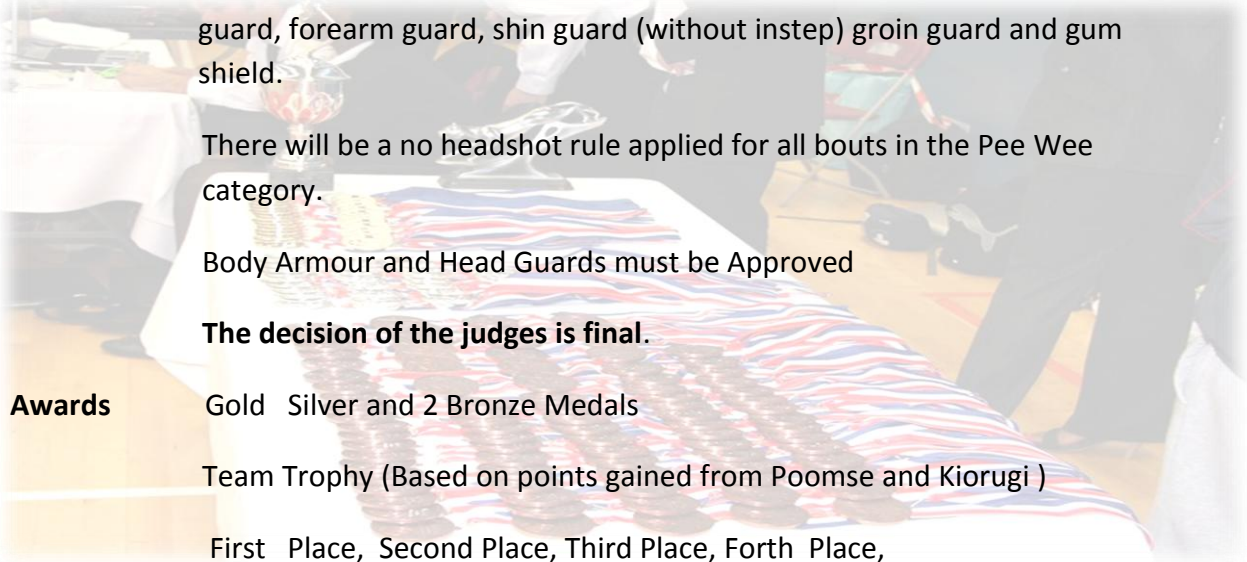 guard, forearm guard, shin guard (without instep) groin guard and gum
shield.
There will be a no headshot rule applied for all bouts in the Pee Wee
category.
Body Armour and Head Guards must be Approved
The decision of the judges is final.
Awards Gold Silver and 2 Bronze Medals
Team Trophy (Based on points gained from Poomse and Kiorugi )
First Place, Second Place, Third Place, Forth Place,